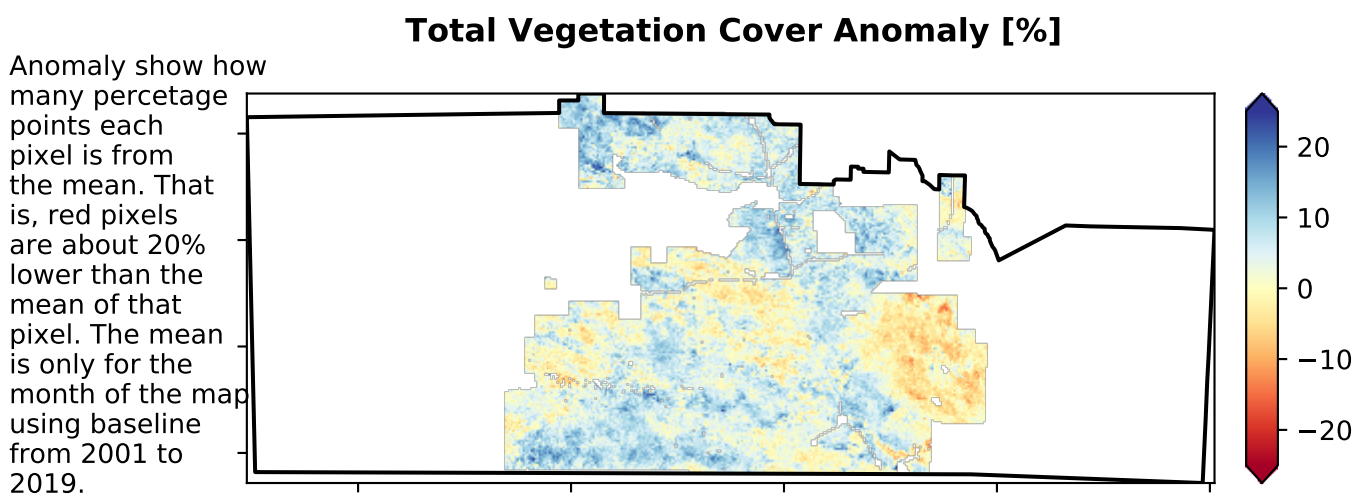 Total Vegetation Cover Anomaly [%]
Anomaly show how
many percetage
points each
pixel is from
the mean. That
is, red pixels
are about 20%
lower than the
mean of that
pixel. The mean
is only for the
month of the map
using baseline
from 2001 to
2019.
20
10
0
−10
−20